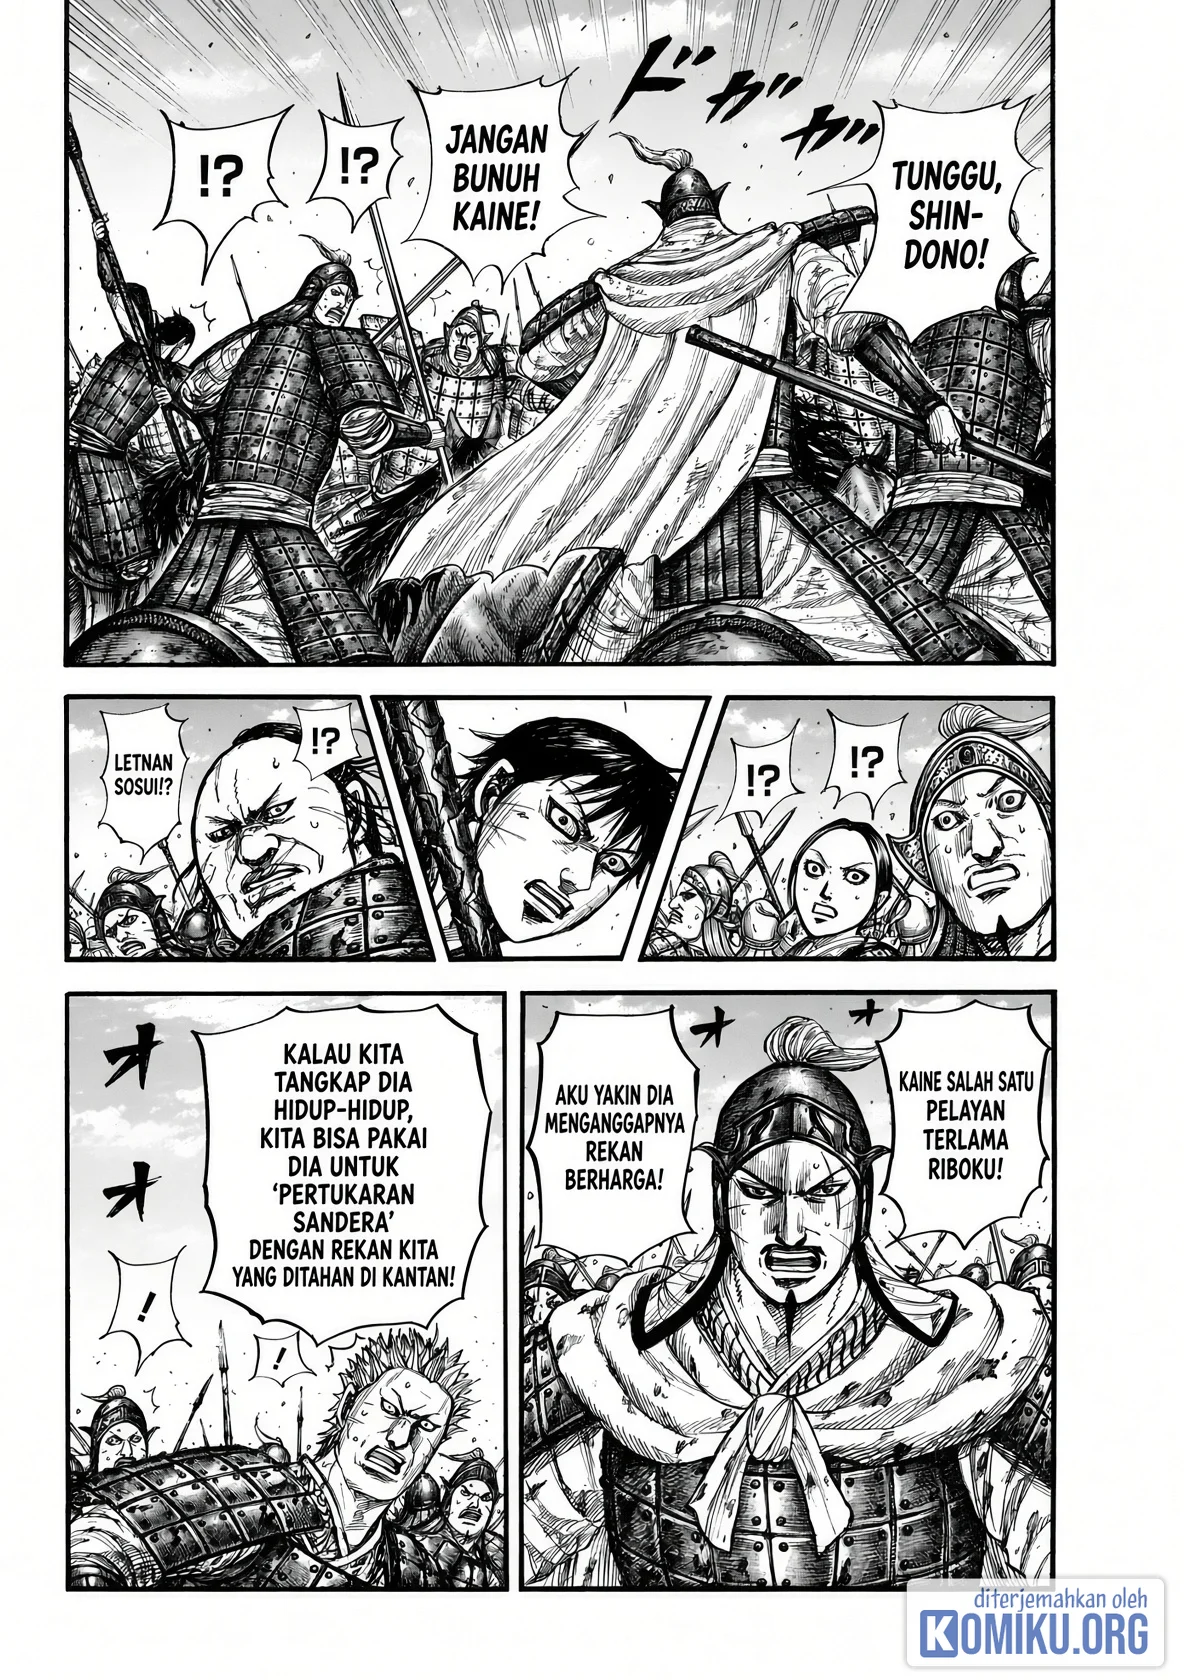 ド
ガ
ガ
TUNGGU,
SHIN-
DONO!
JANGAN
BUNUH
KAINE!
!?
!?
!?
!?
!?
LETNAN
SOSUI!?
KAINE SALAH SATU
PELAYAN
TERLAMA
RIBOKU!
オ
オ
AKU YAKIN DIA
MENGANGGAPNYA
REKAN
BERHARGA!
KALAU KITA
TANGKAP DIA
HIDUP-HIDUP,
KITA BISA PAKAI
DIA UNTUK
‘PERTUKARAN
SANDERA’
DENGAN REKAN KITA
YANG DITAHAN DI KANTAN!
オ
オ
!
!
diterjemahkan oleh
KOMIKU.ORG